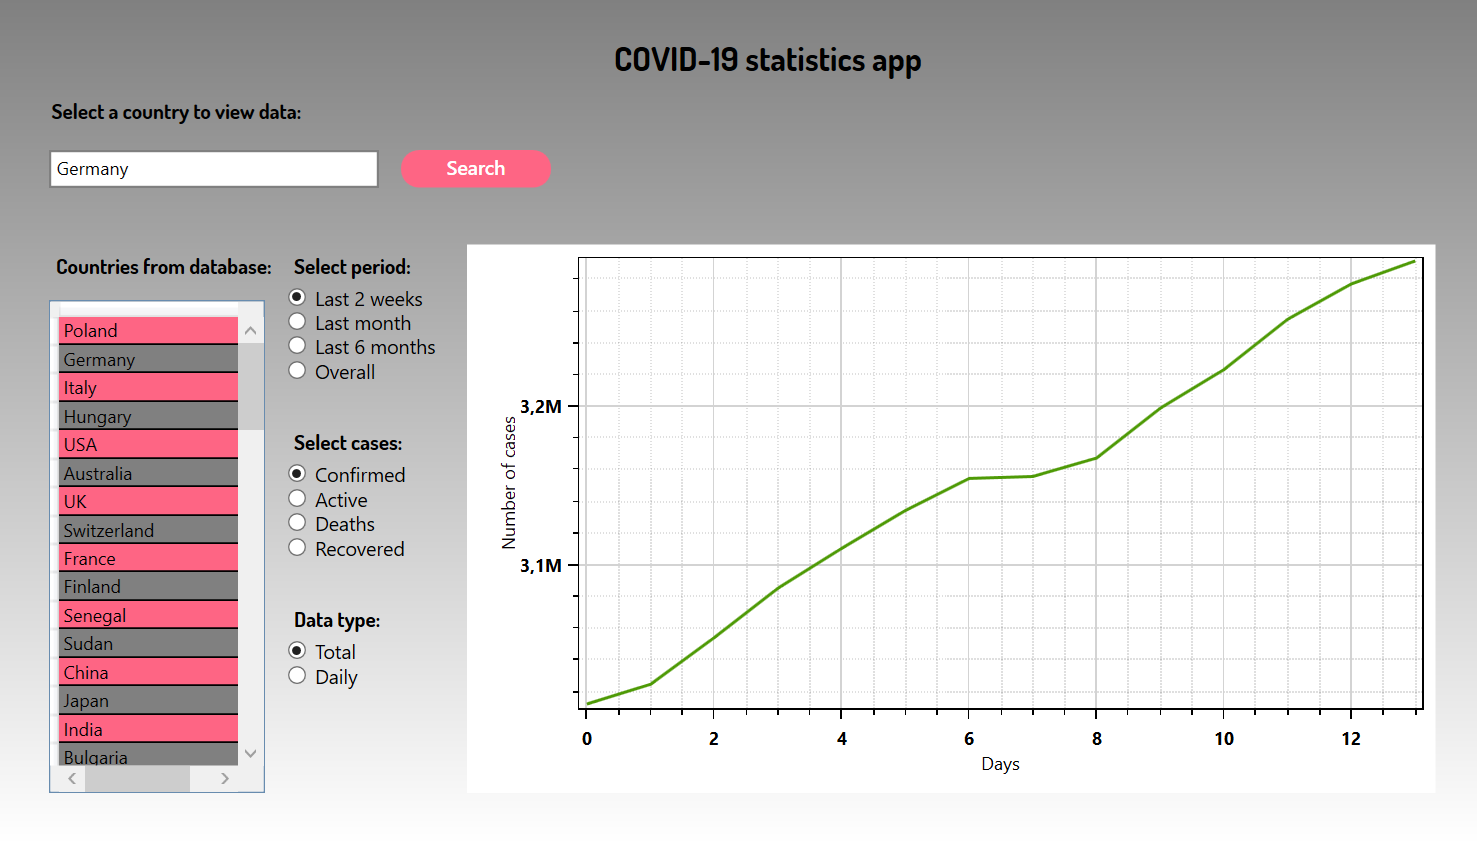 COVID-19 statistics app
Select a country to view data:
Germany
Search
Countries from database:
Poland
Germany
Italy
Hungary
USA
Australia
UK
Switzerland
France
Finland
Senegal
Sudan
China
Japan
India
Bulgaria
Select period:
Last 2 weeks
Last month
Last 6 months
Overall
Select cases:
Confirmed
Active
Deaths
Recovered
Data type:
Total
Daily
Number of cases
3,2M
3,1M
0 2 4 6 8 10 12
Days